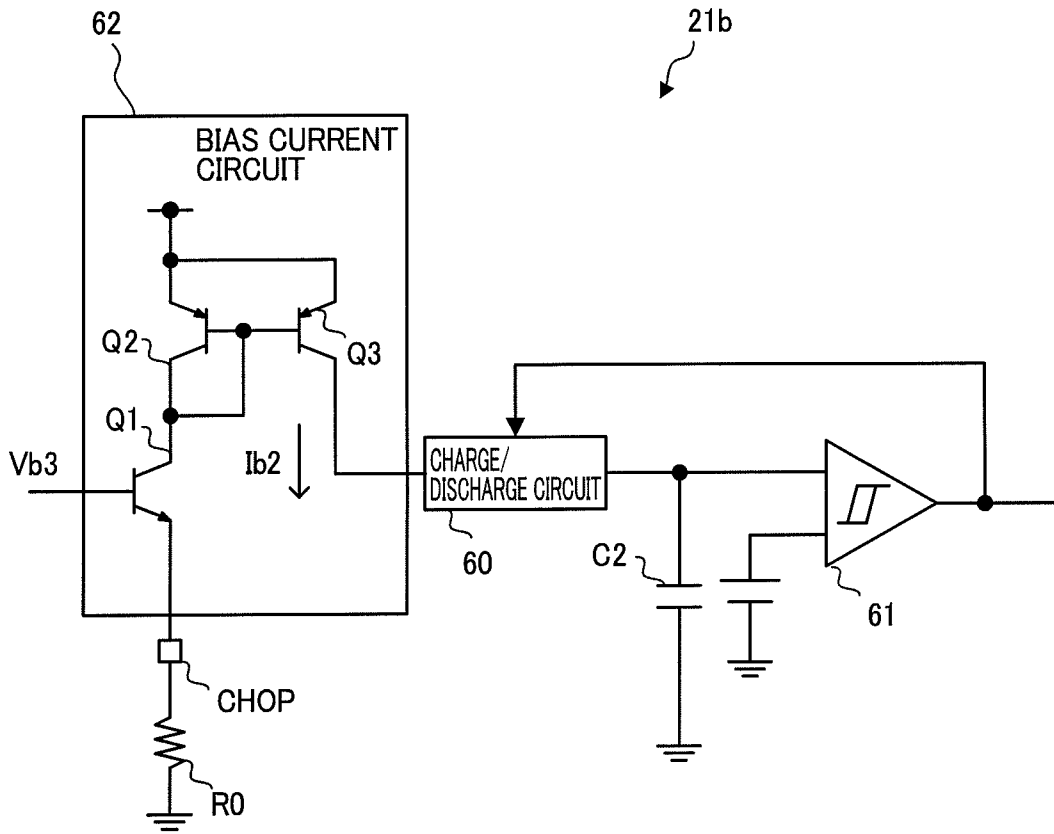 62
21b
BIAS CURRENT
CIRCUIT
Q2
Q3
Q1
Vb3
Ib2
CHARGE/
DISCHARGE CIRCUIT
60
C2
61
CHOP
R0